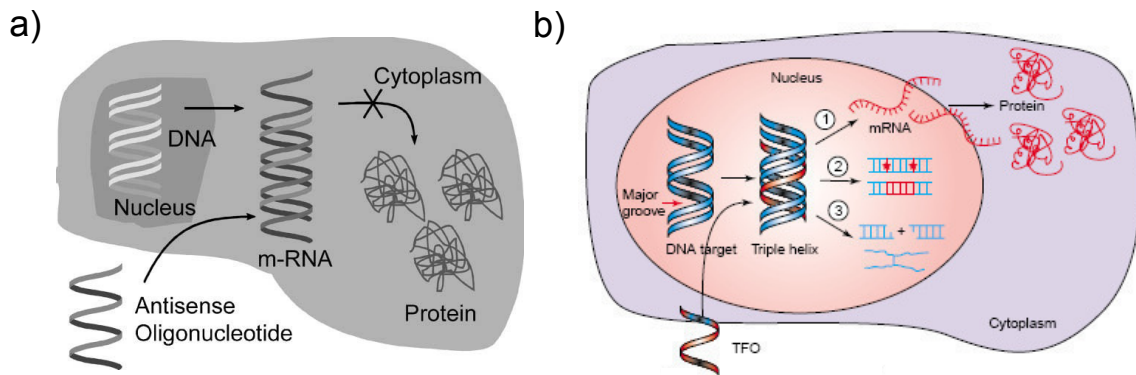 a)
Cytoplasm
DNA
Nucleus
m-RNA
Antisense
Oligonucleotide
Protein
b)
Nucleus
1
mRNA
Protein
2
Major
groove
3
+
DNA target
Triple helix
Cytoplasm
TFO